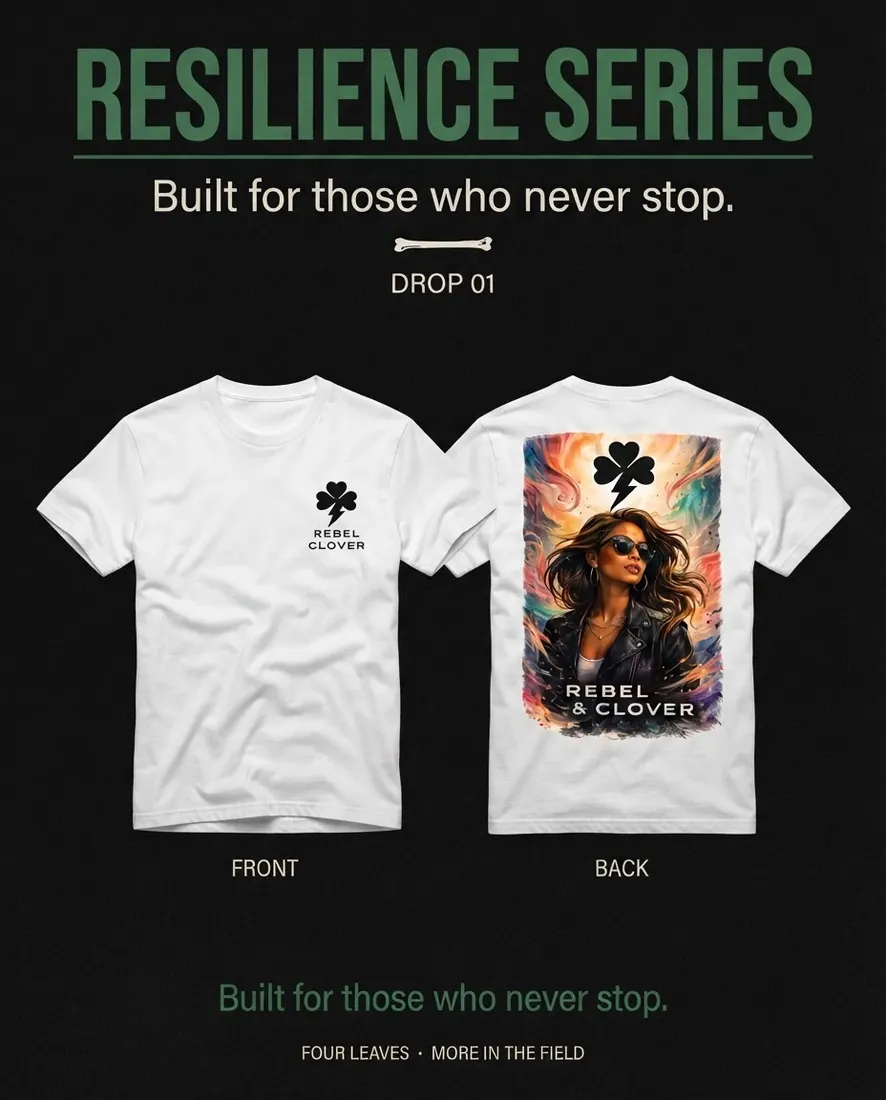 RESILIENCE SERIES
Built for those who never stop.
DROP 01
REBEL
CLOVER
REBEL
& CLOVER
FRONT
BACK
Built for those who never stop.
FOUR LEAVES · MORE IN THE FIELD